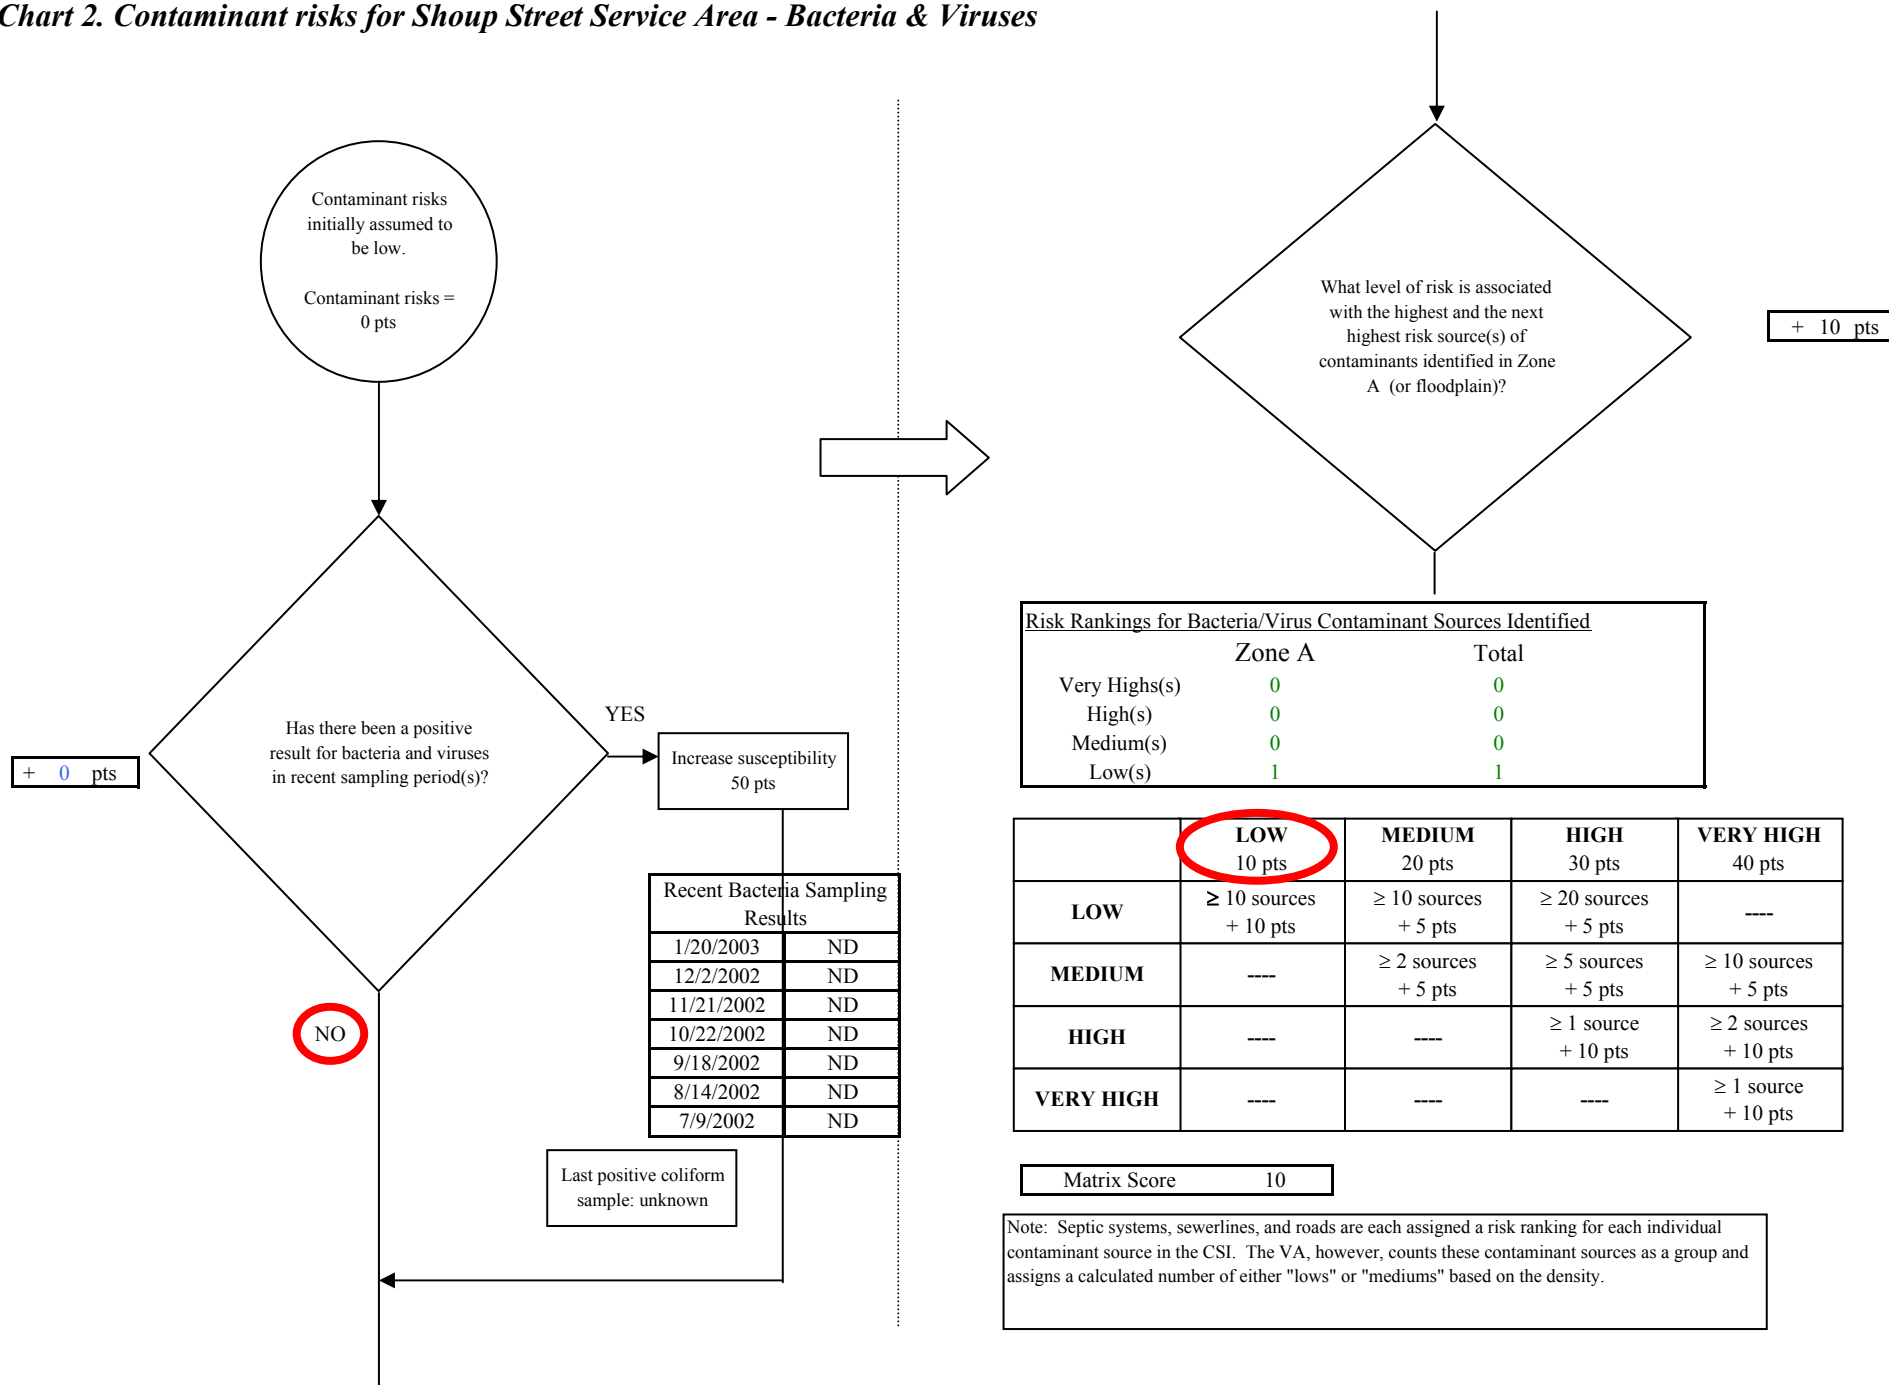 Chart 2. Contaminant risks for Shoup Street Service Area - Bacteria & Viruses
Contaminant risks
initially assumed to
be low.
Contaminant risks =
0 pts
Has there been a positive
result for bacteria and viruses
in recent sampling period(s)?
+ 0 pts
YES
Increase susceptibility
50 pts
NO
Recent Bacteria Sampling
Results
1/20/2003 ND
12/2/2002 ND
11/21/2002 ND
10/22/2002 ND
9/18/2002 ND
8/14/2002 ND
7/9/2002 ND
Last positive coliform
sample: unknown
What level of risk is associated
with the highest and the next
highest risk source(s) of
contaminants identified in Zone
A (or floodplain)?
+ 10 pts
Risk Rankings for Bacteria/Virus Contaminant Sources Identified
Zone A Total
Very Highs(s) 0 0
High(s) 0 0
Medium(s) 0 0
Low(s) 1 1
LOW MEDIUM HIGH VERY HIGH
10 pts 20 pts 30 pts 40 pts
LOW ≥ 10 sources + 10 pts ≥ 10 sources + 5 pts ≥ 20 sources + 5 pts ----
MEDIUM ---- ≥ 2 sources + 5 pts ≥ 5 sources + 5 pts ≥ 10 sources + 5 pts
HIGH ---- ---- ≥ 1 source + 10 pts ≥ 2 sources + 10 pts
VERY HIGH ---- ---- ---- ≥ 1 source + 10 pts
Matrix Score 10
Note: Septic systems, sewerlines, and roads are each assigned a risk ranking for each individual
contaminant source in the CSI. The VA, however, counts these contaminant sources as a group and
assigns a calculated number of either "lows" or "mediums" based on the density.